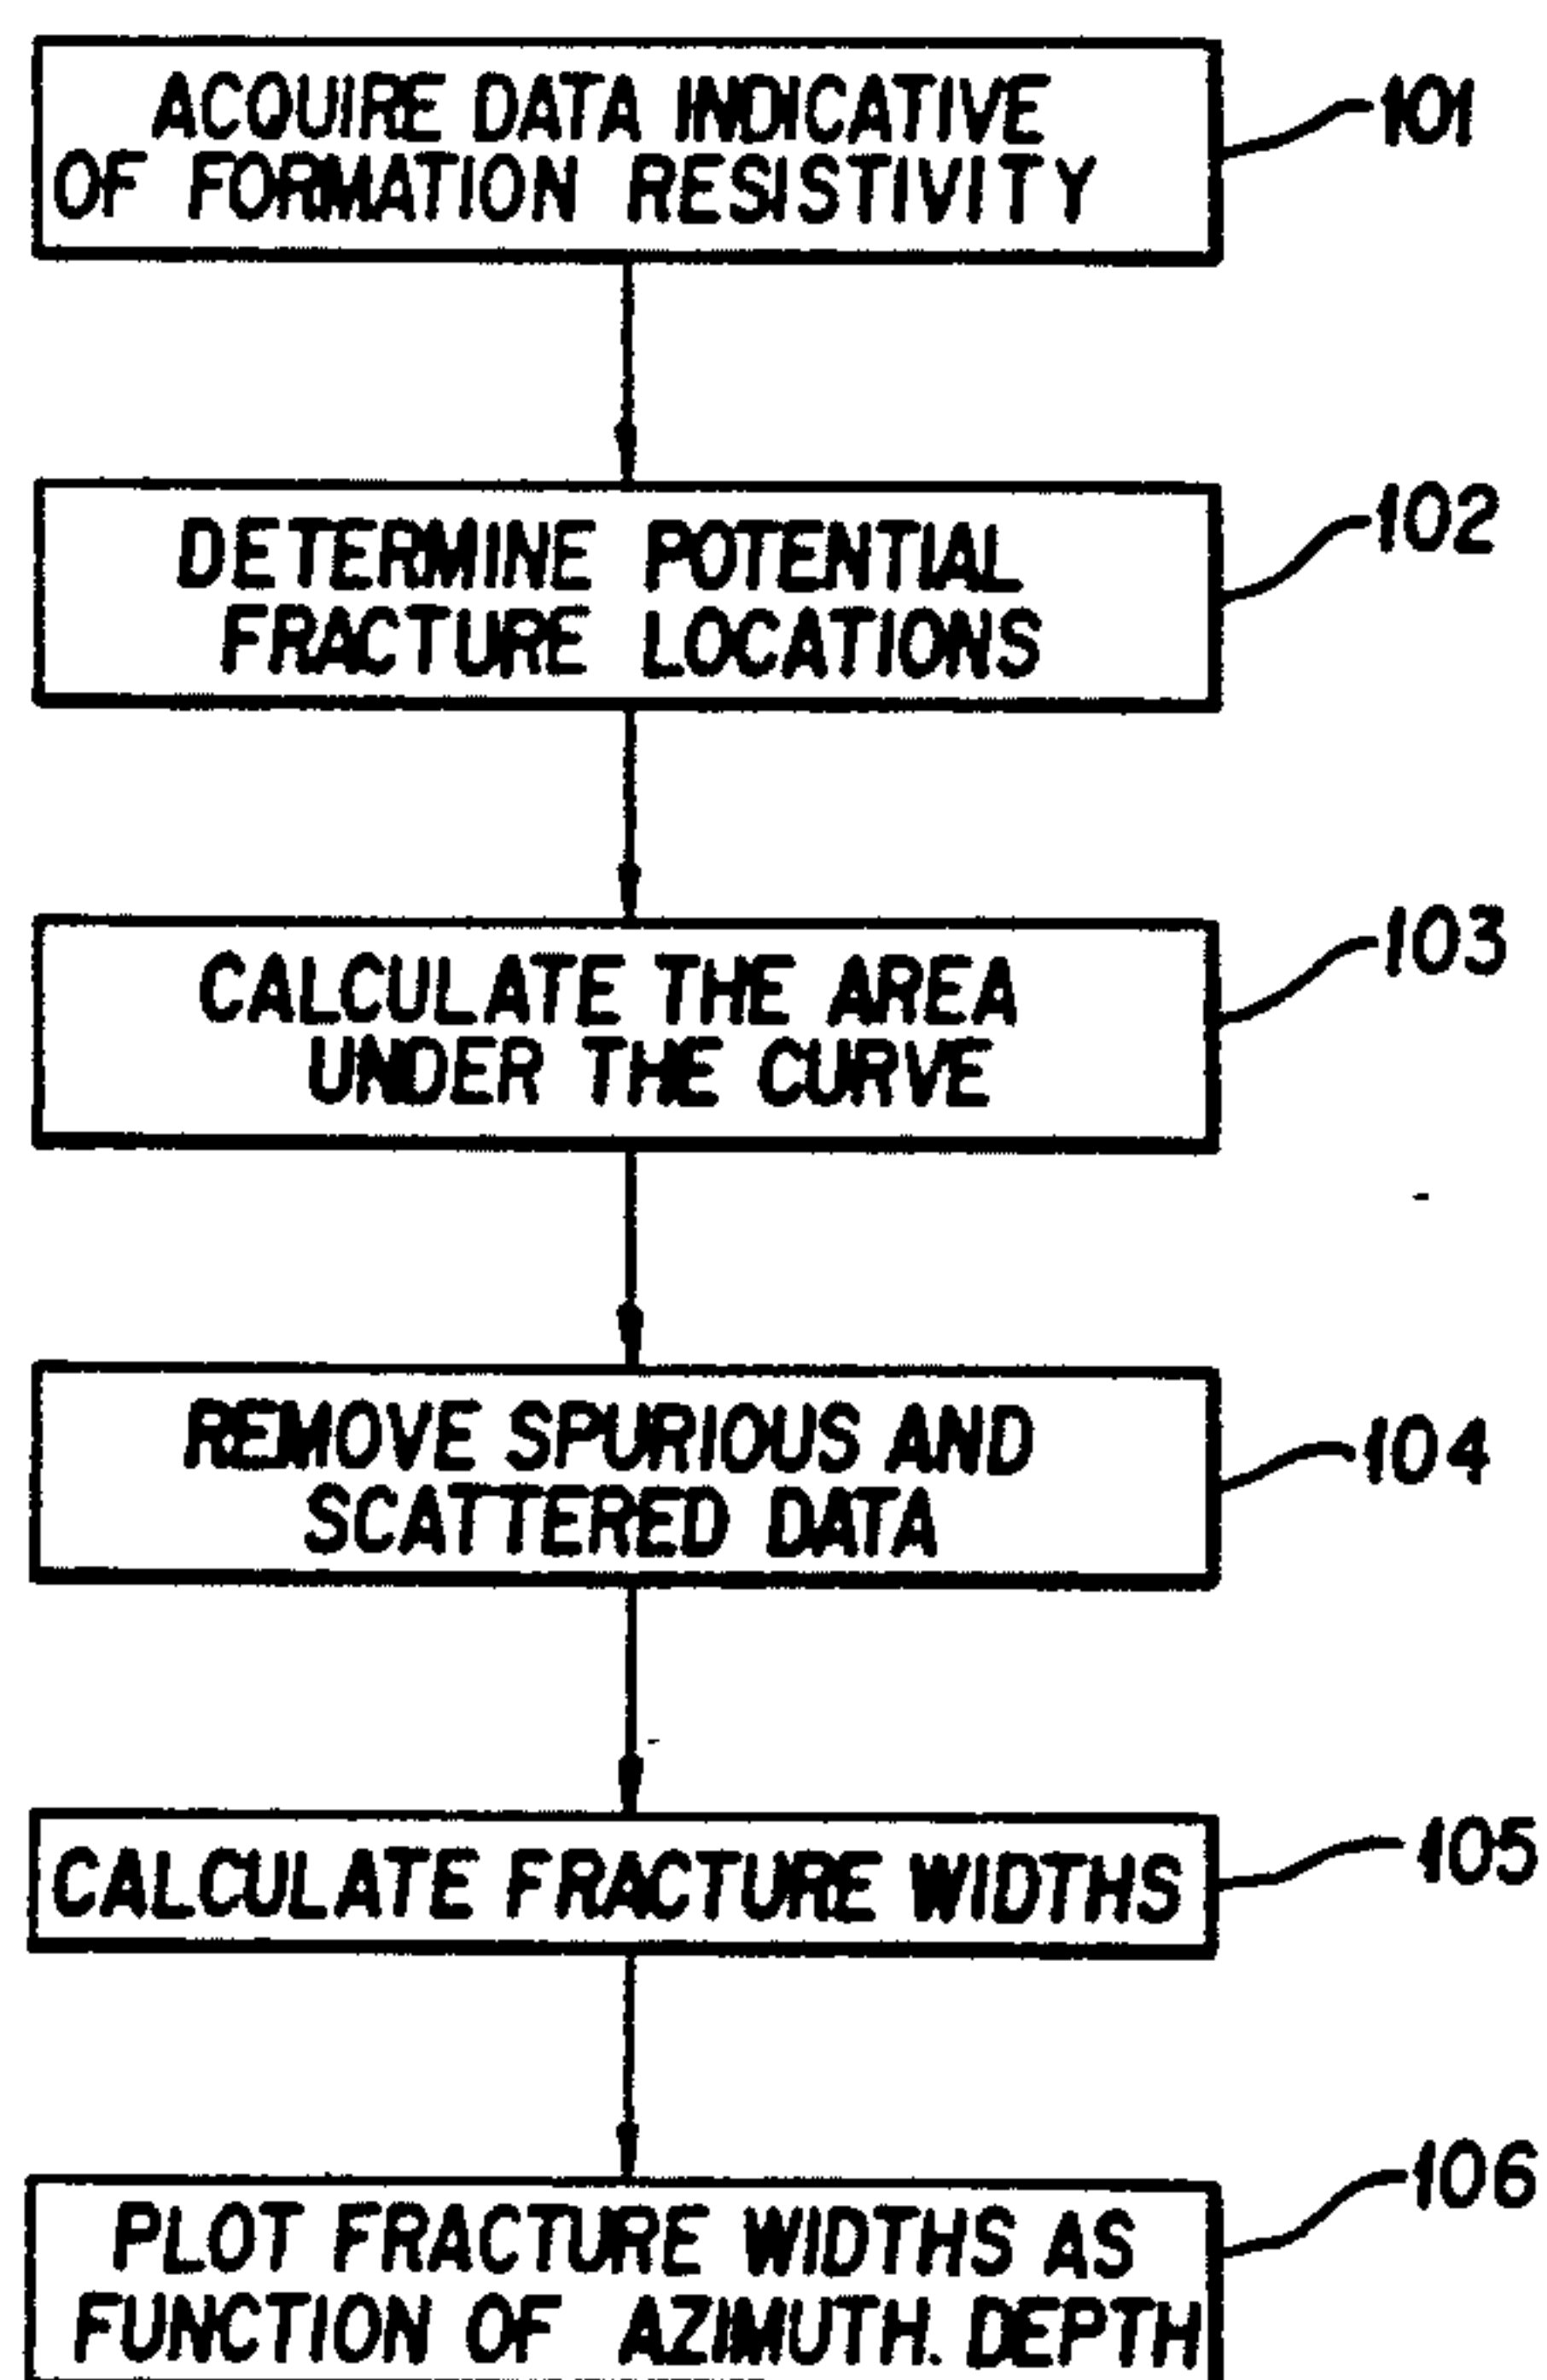 ACQUIRE DATA INDICATIVE
OF FORMATION RESISTIVITY
101
DETERMINE POTENTIAL
FRACTURE LOCATIONS
102
CALCULATE THE AREA
UNDER THE CURVE
103
REMOVE SPURIOUS AND
SCATTERED DATA
104
CALCULATE FRACTURE WIDTHS
105
PLOT FRACTURE WIDTHS AS
FUNCTION OF AZIMUTH. DEPTH
106